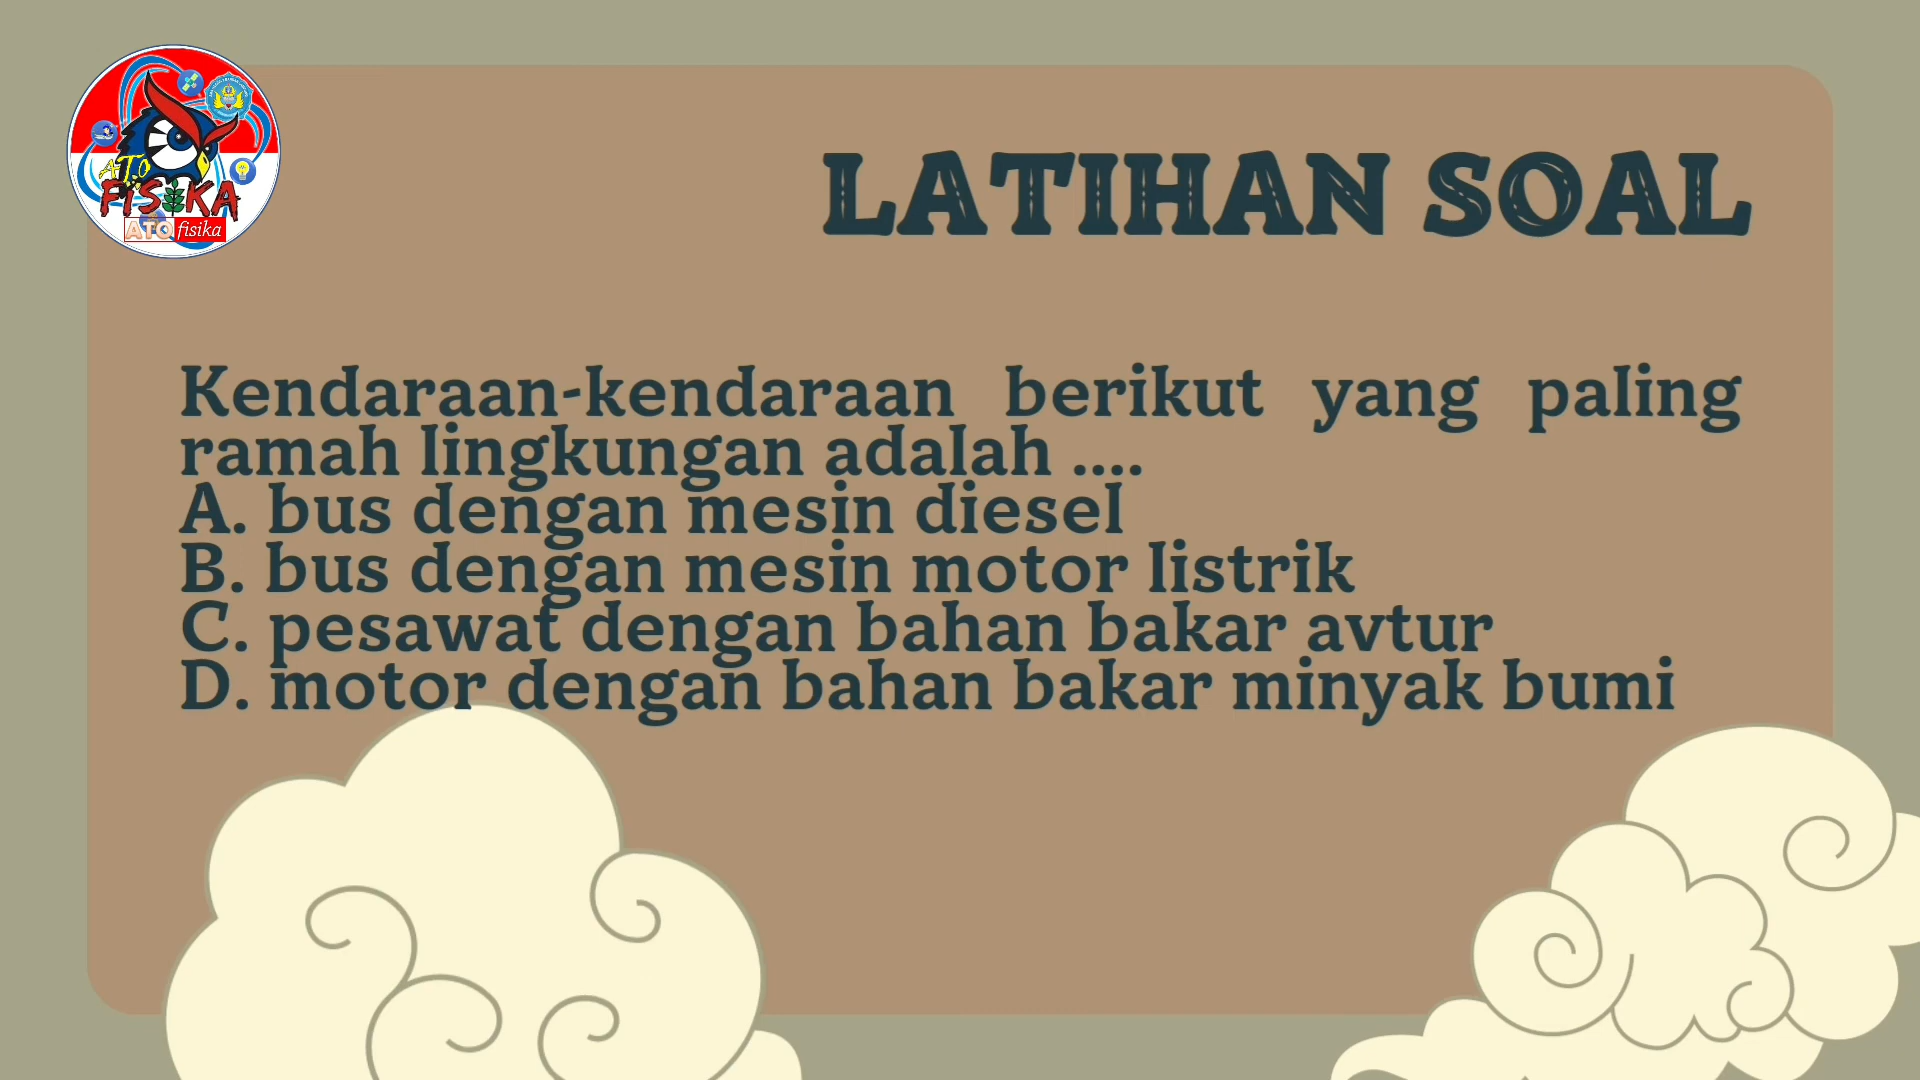 ATO
FISIKA
ATO fisika
LATIHAN SOAL
Kendaraan-kendaraan berikut yang paling
ramah lingkungan adalah ....
A. bus dengan mesin diesel
B. bus dengan mesin motor listrik
C. pesawat dengan bahan bakar avtur
D. motor dengan bahan bakar minyak bumi